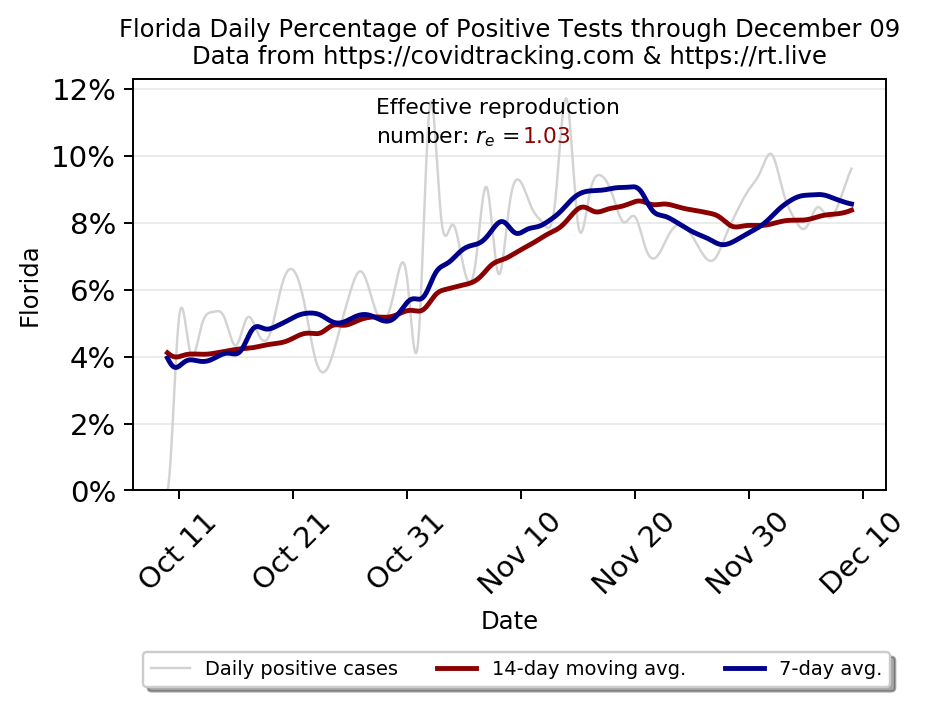 Florida Daily Percentage of Positive Tests through December 09
Data from https://covidtracking.com & https://rt.live
12%
Effective reproduction
number: rₑ =1.03
10%
8%
6%
4%
2%
0%
Florida
Oct 11
Oct 21
Oct 31
Nov 10
Nov 20
Nov 30
Dec 10
Date
Daily positive cases
14-day moving avg.
7-day avg.